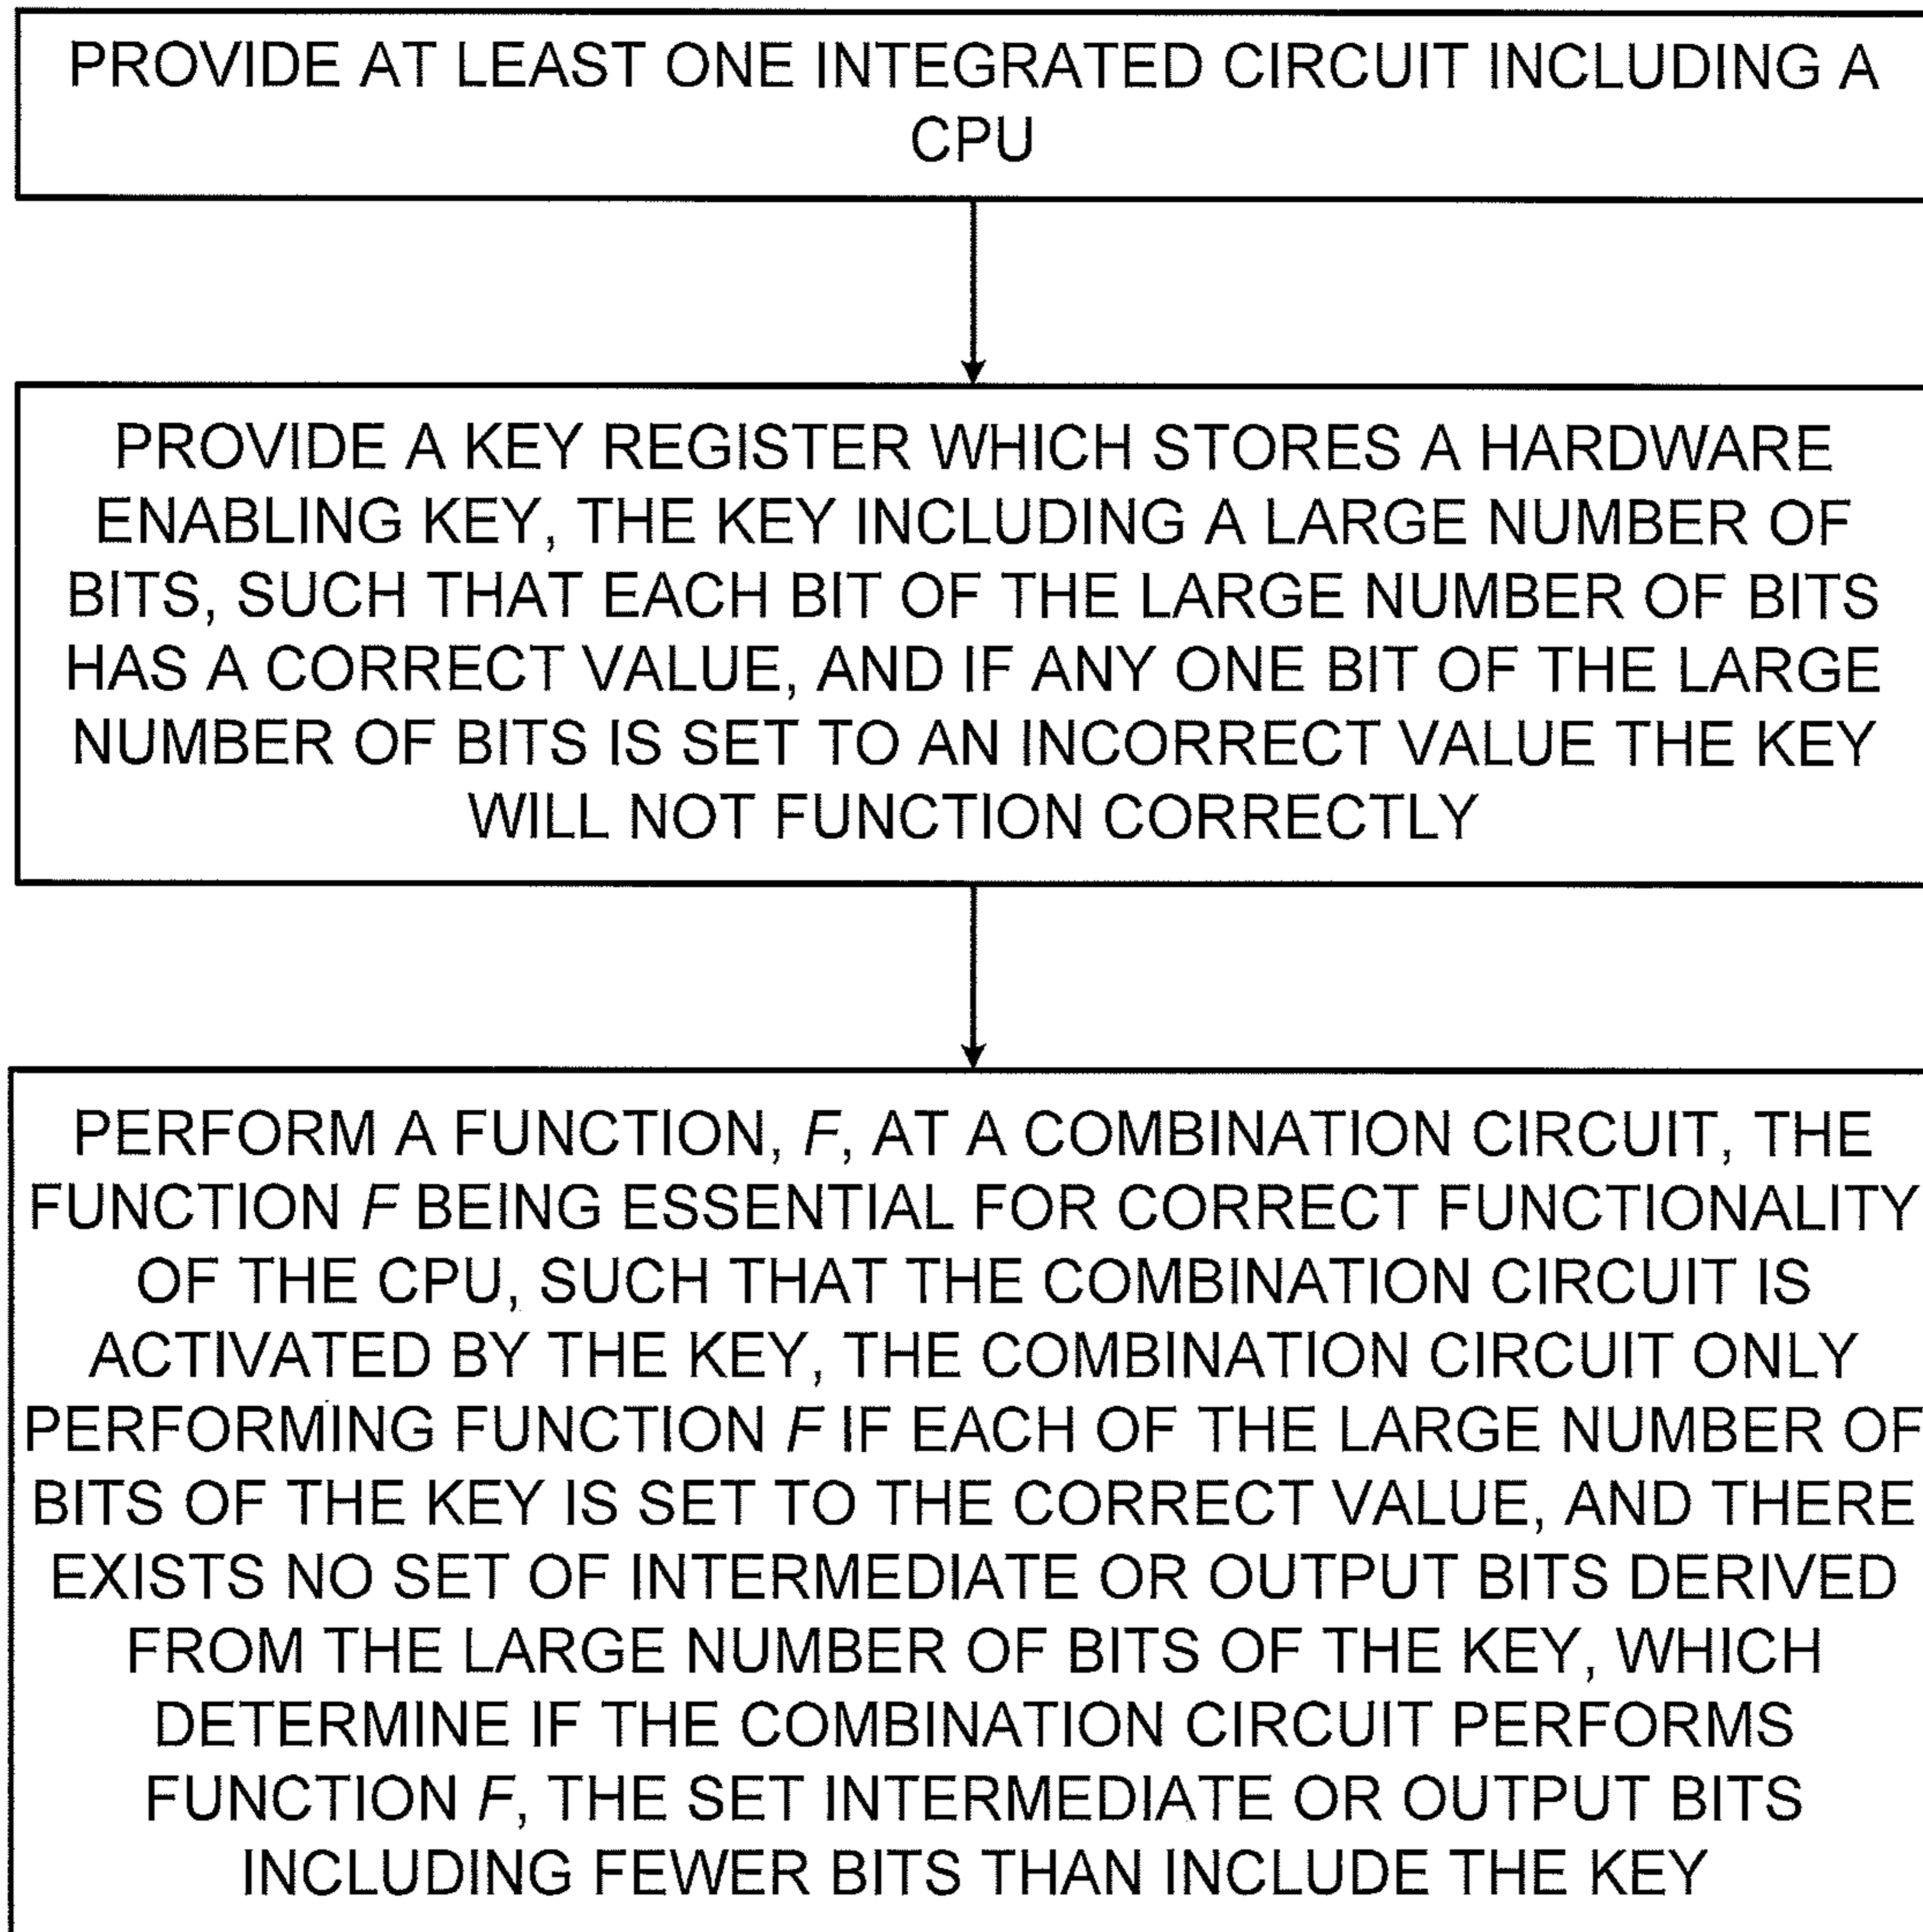 PROVIDE AT LEAST ONE INTEGRATED CIRCUIT INCLUDING A
CPU
PROVIDE A KEY REGISTER WHICH STORES A HARDWARE
ENABLING KEY, THE KEY INCLUDING A LARGE NUMBER OF
BITS, SUCH THAT EACH BIT OF THE LARGE NUMBER OF BITS
HAS A CORRECT VALUE, AND IF ANY ONE BIT OF THE LARGE
NUMBER OF BITS IS SET TO AN INCORRECT VALUE THE KEY
WILL NOT FUNCTION CORRECTLY
PERFORM A FUNCTION, F, AT A COMBINATION CIRCUIT, THE
FUNCTION F BEING ESSENTIAL FOR CORRECT FUNCTIONALITY
OF THE CPU, SUCH THAT THE COMBINATION CIRCUIT IS
ACTIVATED BY THE KEY, THE COMBINATION CIRCUIT ONLY
PERFORMING FUNCTION F IF EACH OF THE LARGE NUMBER OF
BITS OF THE KEY IS SET TO THE CORRECT VALUE, AND THERE
EXISTS NO SET OF INTERMEDIATE OR OUTPUT BITS DERIVED
FROM THE LARGE NUMBER OF BITS OF THE KEY, WHICH
DETERMINE IF THE COMBINATION CIRCUIT PERFORMS
FUNCTION F, THE SET INTERMEDIATE OR OUTPUT BITS
INCLUDING FEWER BITS THAN INCLUDE THE KEY